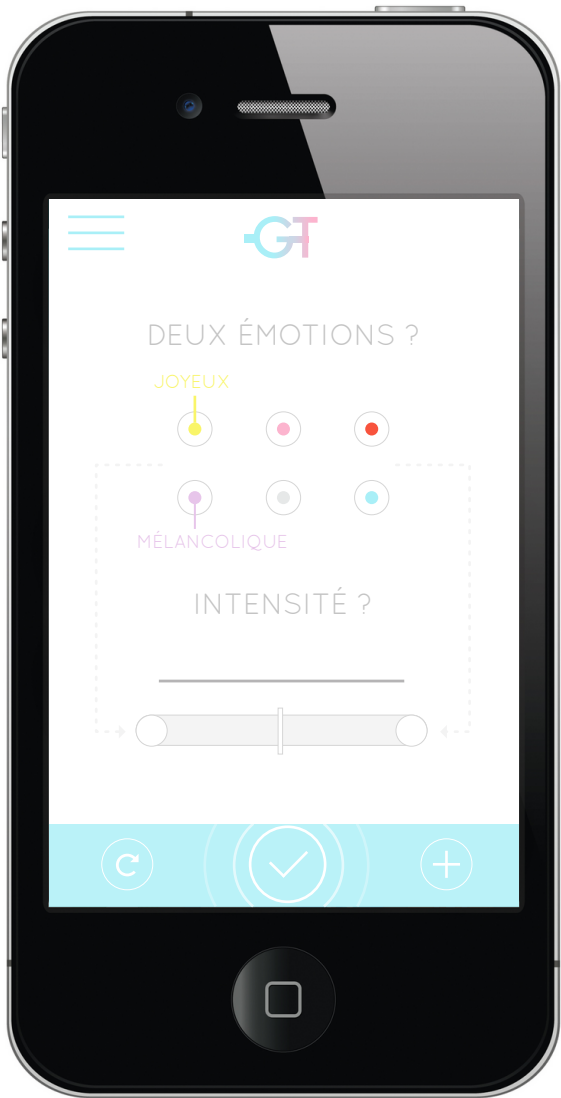 GT
DEUX ÉMOTIONS ?
JOYEUX
MÉLANCOLIQUE
INTENSITÉ ?